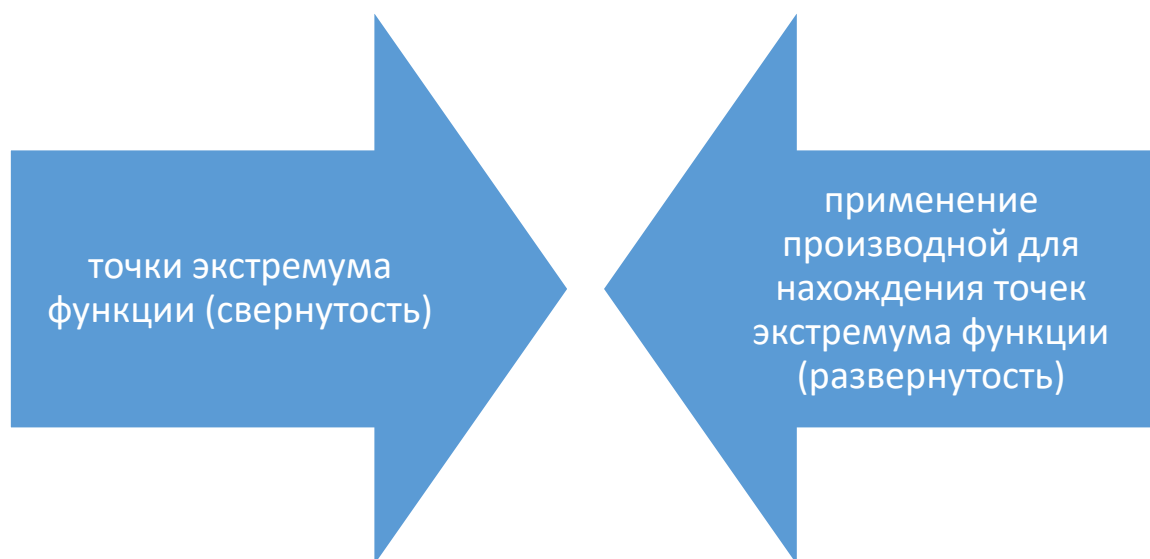 точки экстремума
функции (свернутость)
применение
производной для
нахождения точек
экстремума функции
(развернутость)